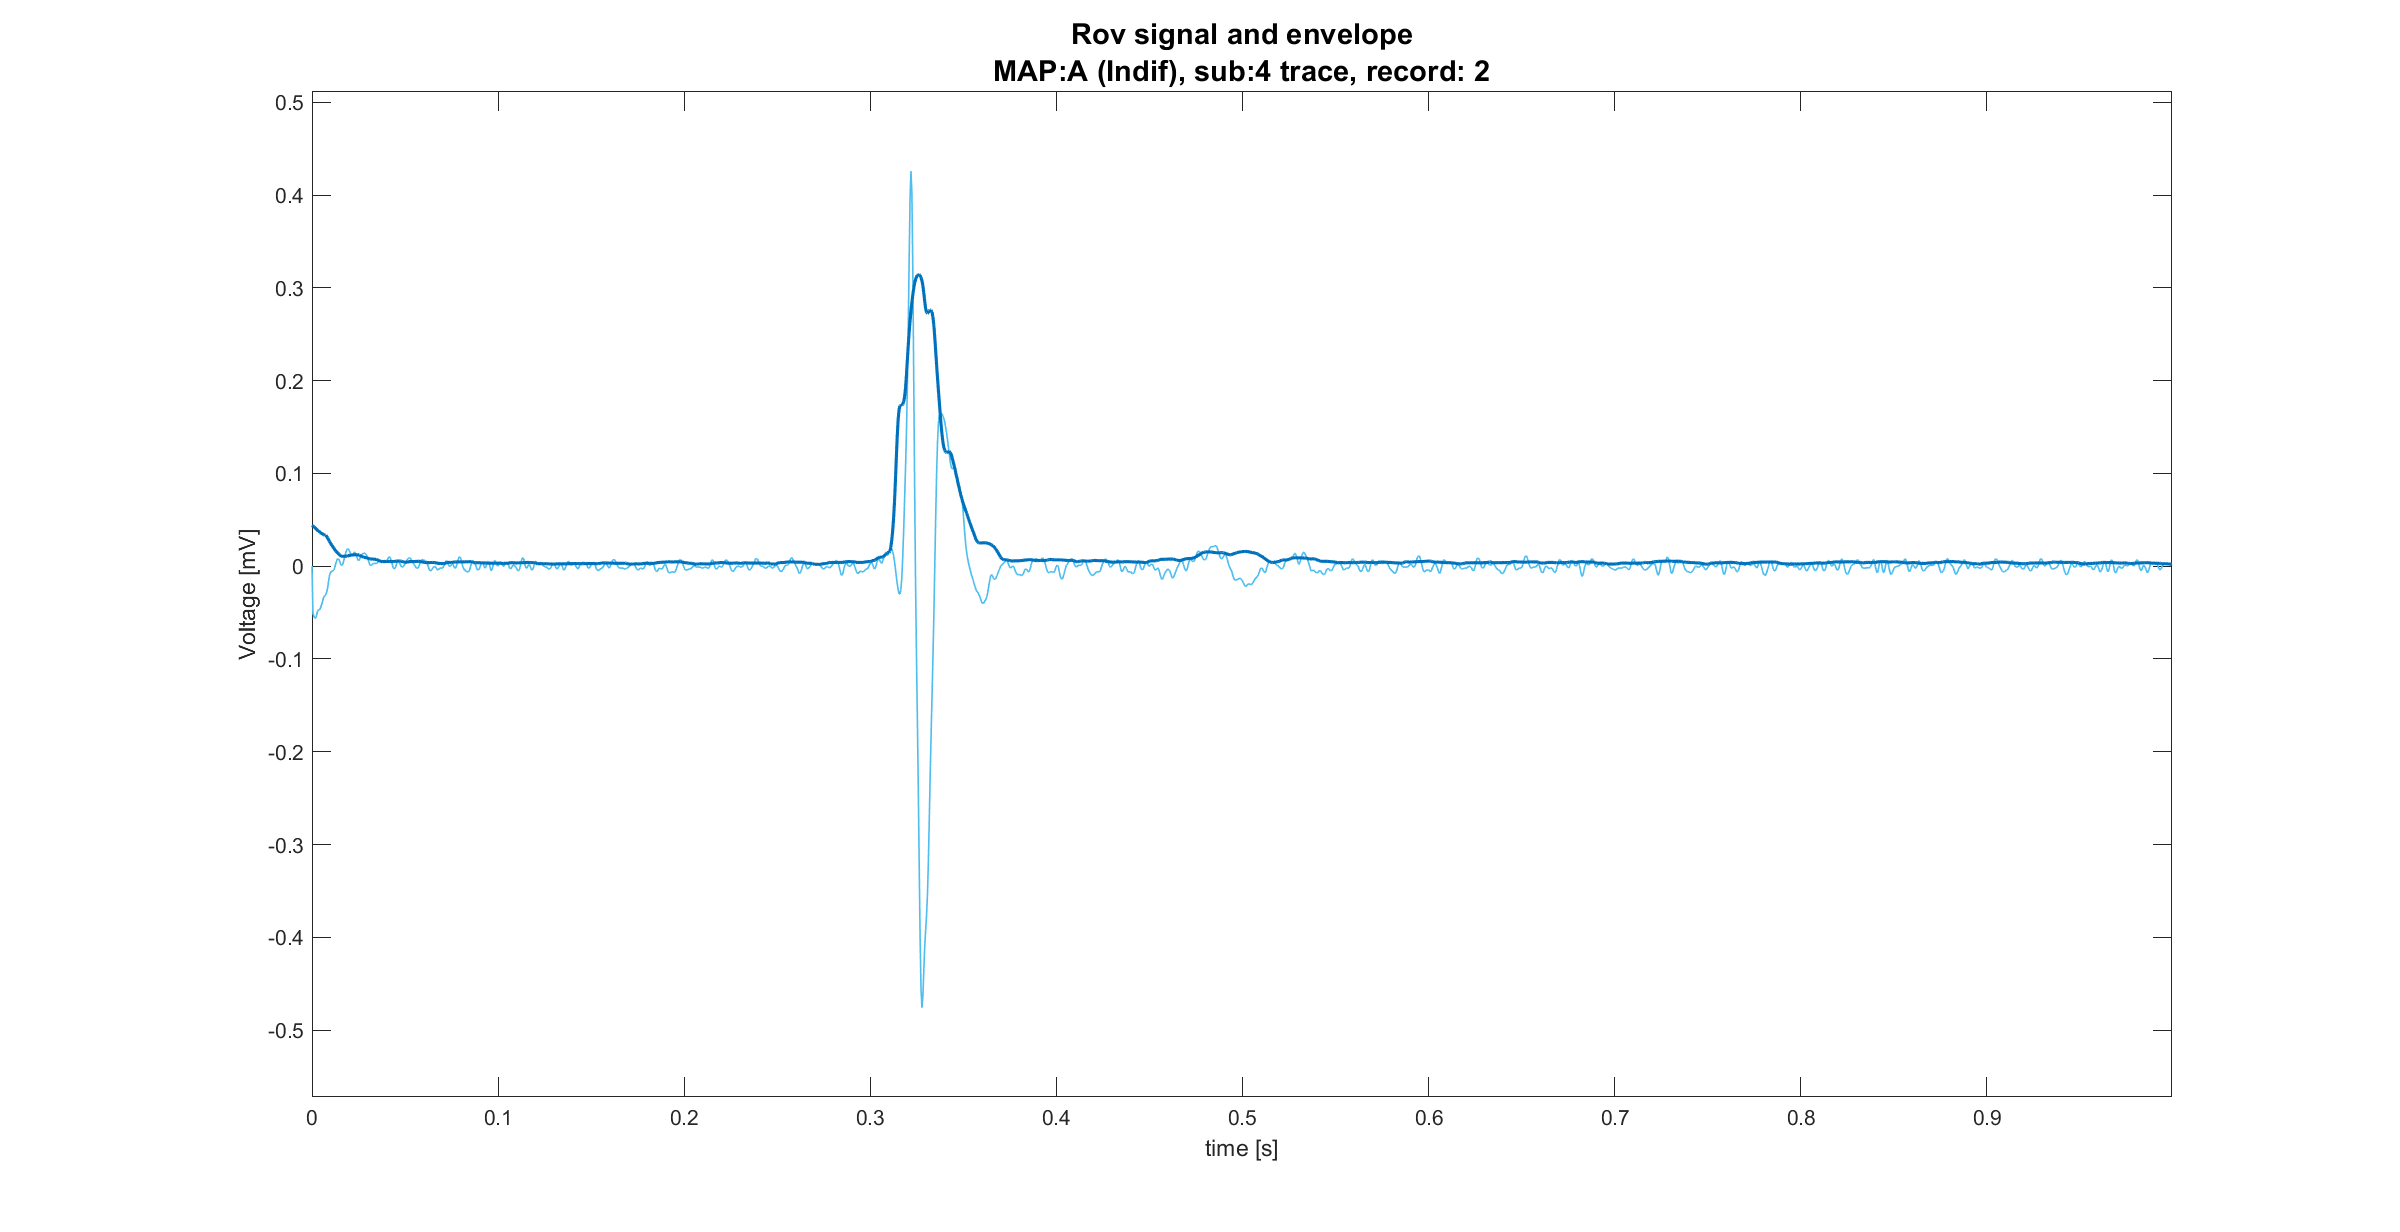 Rov signal and envelope
MAP:A (Indif), sub:4 trace, record: 2
0.5
0.4
0.3
0.2
0.1
0
-0.1
-0.2
-0.3
-0.4
-0.5
Voltage [mV]
0 0.1 0.2 0.3 0.4 0.5 0.6 0.7 0.8 0.9
time [s]